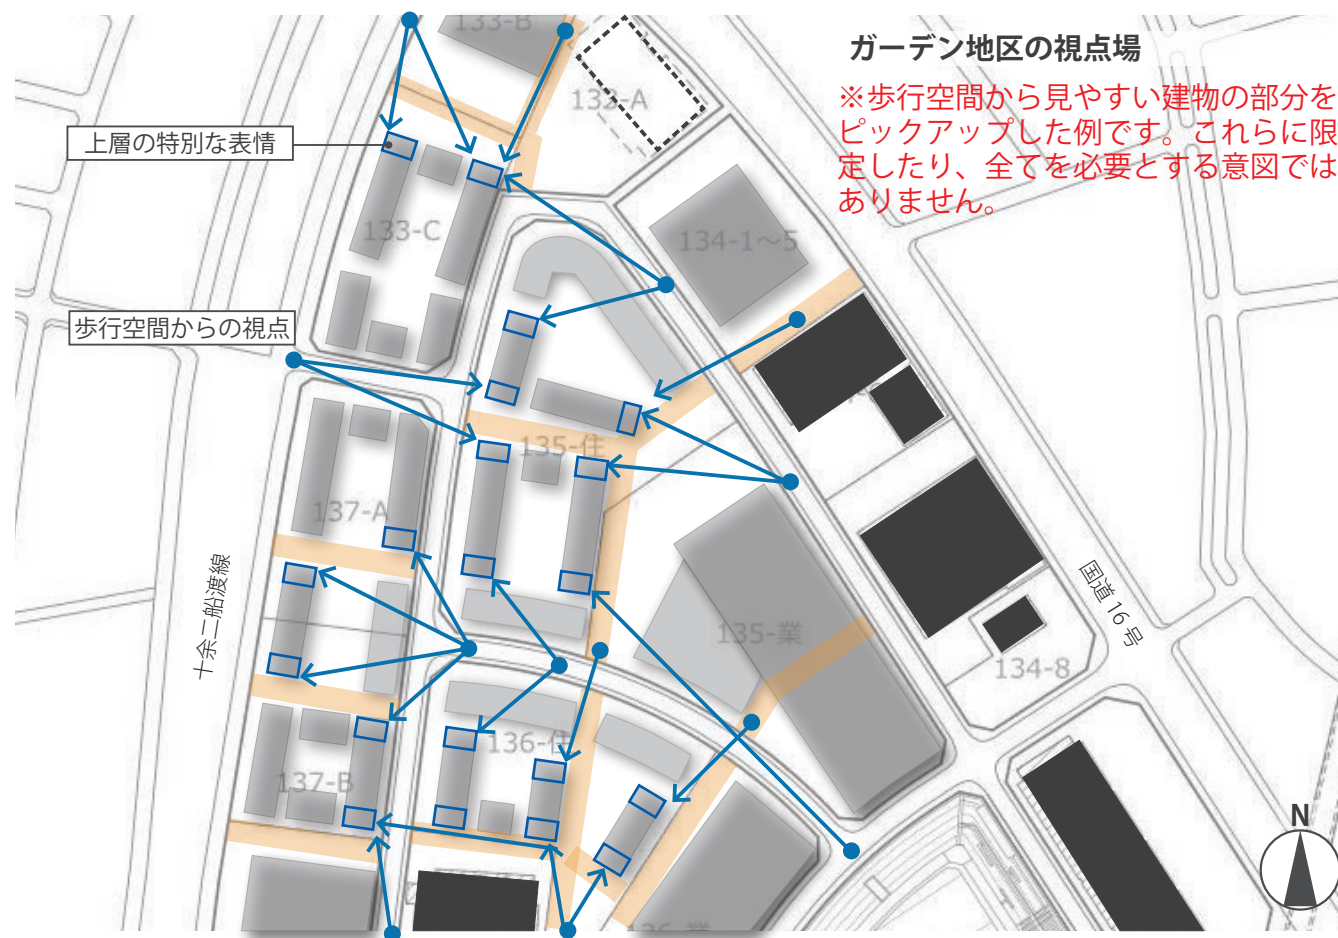 133-B
ガーデン地区の視点場
※歩行空間から見やすい建物の部分を
ピックアップした例です。これらに限
定したり、全てを必要とする意図では
ありません。
132-A
上層の特別な表情
133-C
134-1～5
歩行空間からの視点
135-住
137-A
十余二船渡線
国道 16 号
135-業
134-8
136-住
137-B
N
136-業